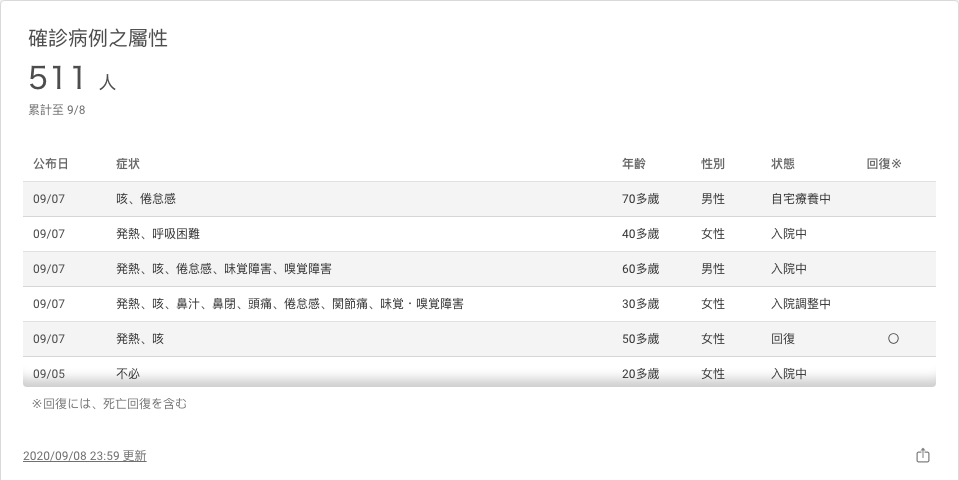 確診病例之屬性
511 人
累計至 9/8
公布日 症状 年齢 性別 状態 回復※
09/07 咳、倦怠感 70多歲 男性 自宅療養中
09/07 発熱、呼吸困難 40多歲 女性 入院中
09/07 発熱、咳、倦怠感、味覚障害、嗅覚障害 60多歲 男性 入院中
09/07 発熱、咳、鼻汁、鼻閉、頭痛、倦怠感、関節痛、味覚・嗅覚障害 30多歲 女性 入院調整中
09/07 発熱、咳 50多歲 女性 回復 〇
09/05 不必 20多歲 女性 入院中
※回復には、死亡回復を含む
2020/09/08 23:59 更新